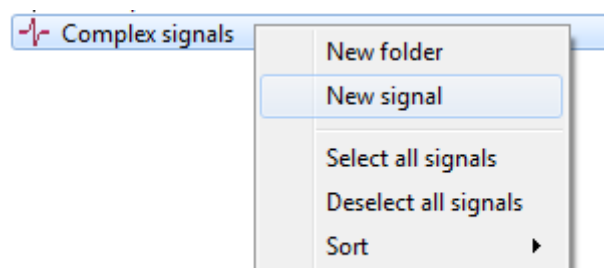 Complex signals
New folder
New signal
Select all signals
Deselect all signals
Sort